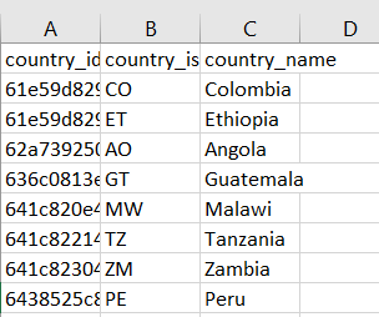 A B C D
country_id country_is country_name
61e59d829 CO Colombia
61e59d829 ET Ethiopia
62a739250 AO Angola
636c0813e GT Guatemala
641c820e4 MW Malawi
641c82214 TZ Tanzania
641c82304 ZM Zambia
6438525c8 PE Peru